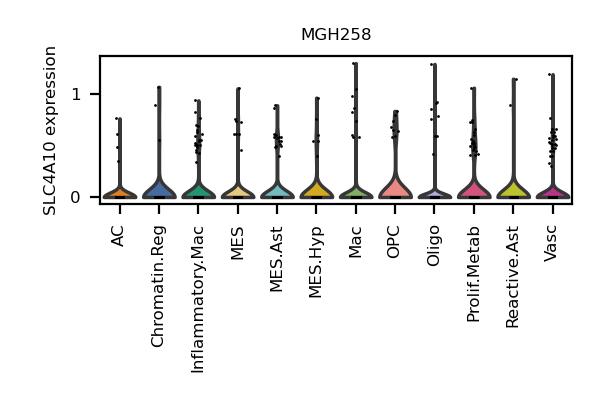 MGH258
SLC4A10 expression
1
0
AC
Chromatin.Reg
Inflammatory.Mac
MES
MES.Ast
MES.Hyp
Mac
OPC
Oligo
Prolif.Metab
Reactive.Ast
Vasc